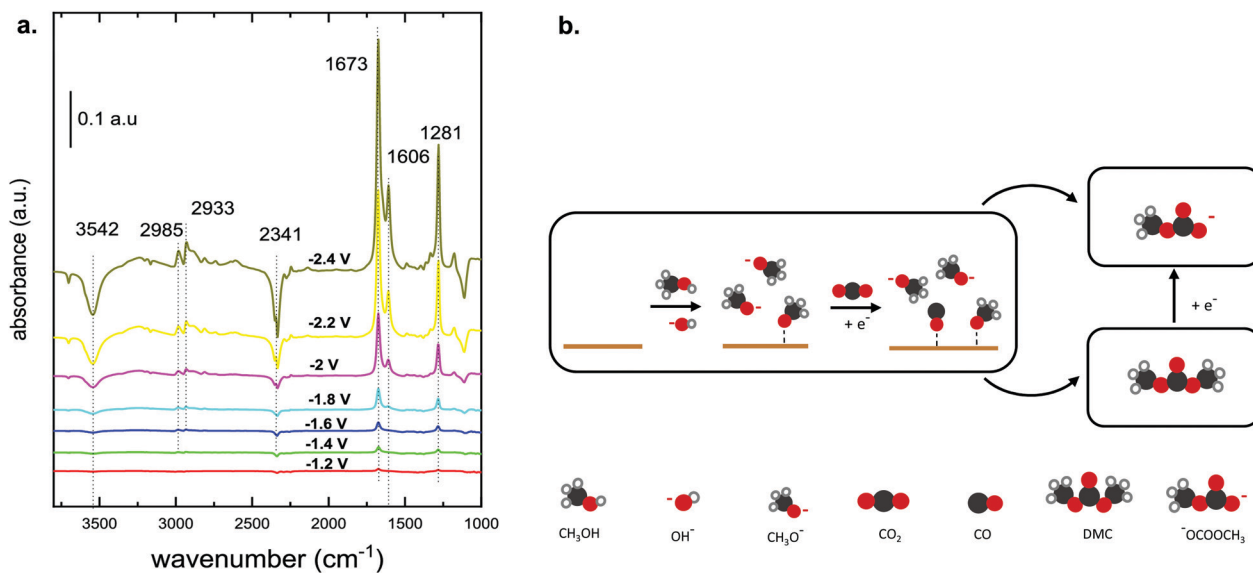 a.
1673
0.1 a.u
1281
1606
2933
2985
3542
2341
-2.4 V
-2.2 V
-2 V
-1.8 V
-1.6 V
-1.4 V
-1.2 V
absorbance (a.u.)
3500 3000 2500 2000 1500 1000
wavenumber (cm⁻¹)
b.
-
-
-
-
-
-
-
+ e⁻
+ e⁻
-
-
-
CH₃OH OH⁻ CH₃O⁻ CO₂ CO DMC ⁻OCOOCH₃